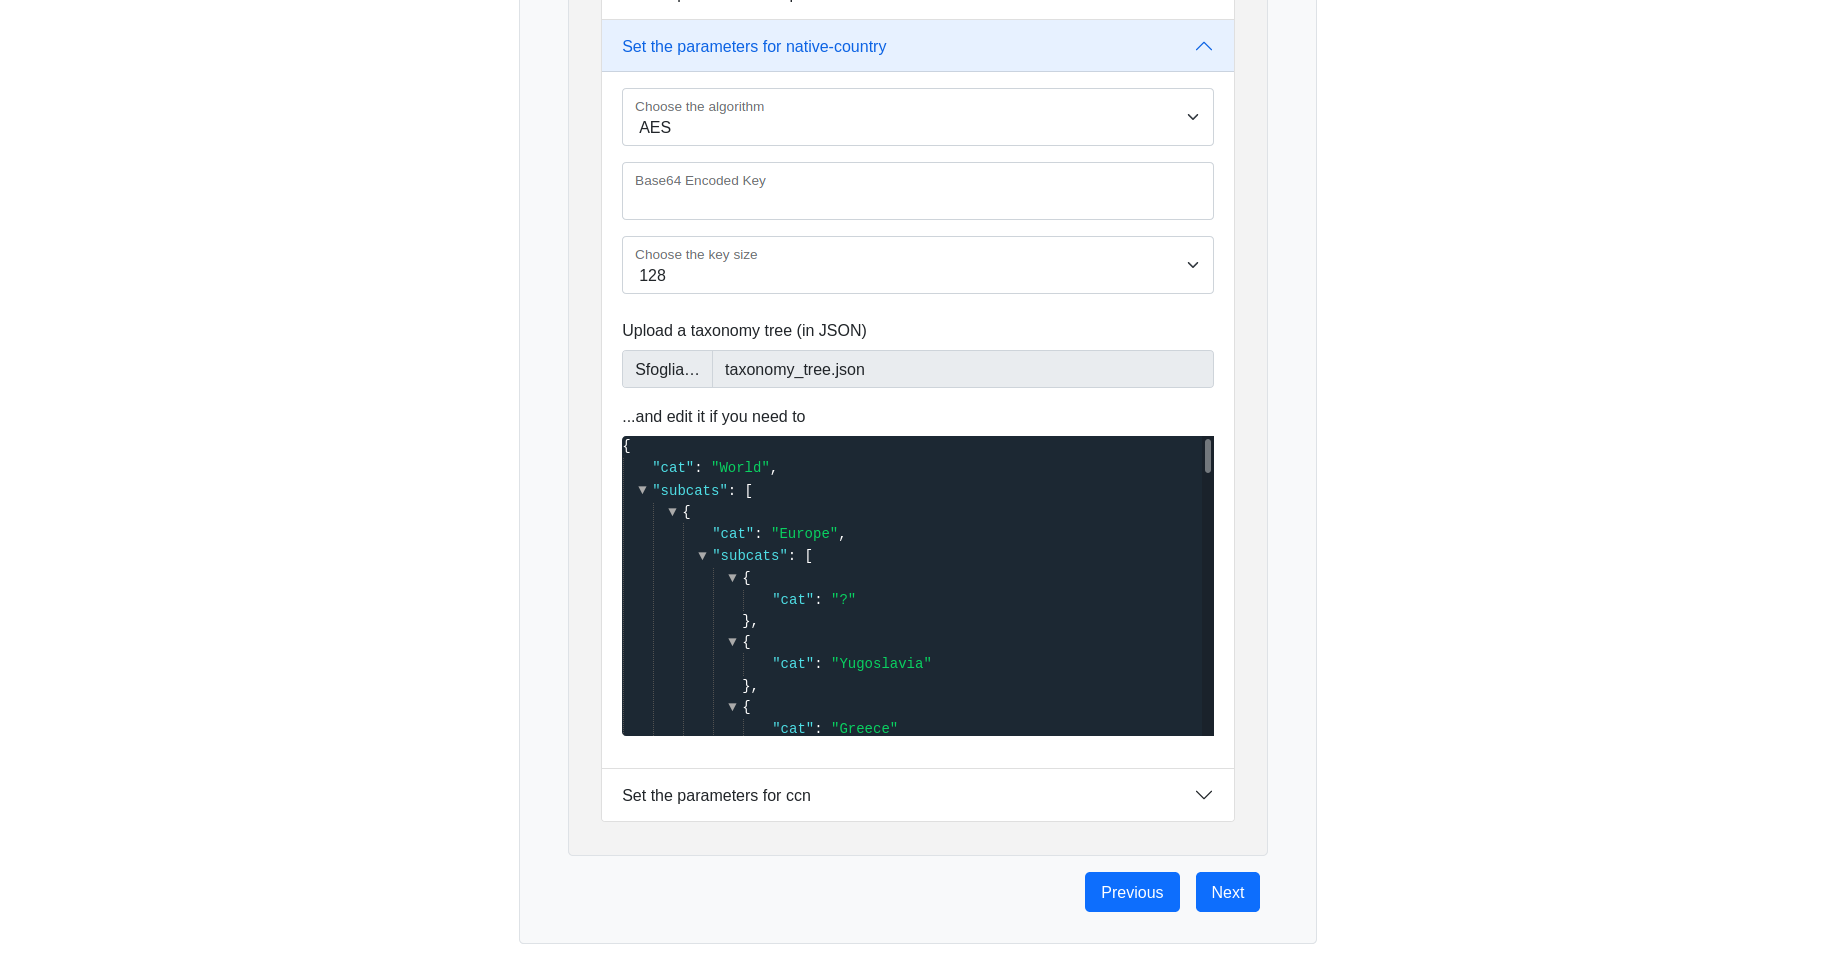 Set the parameters for native-country
Choose the algorithm
AES
Base64 Encoded Key
Choose the key size
128
Upload a taxonomy tree (in JSON)
Sfoglia… taxonomy_tree.json
...and edit it if you need to
{
"cat": "World",
▼ "subcats": [
▼ {
"cat": "Europe",
▼ "subcats": [
▼ {
"cat": "?"
},
▼ {
"cat": "Yugoslavia"
},
▼ {
"cat": "Greece"
Set the parameters for ccn
Previous Next